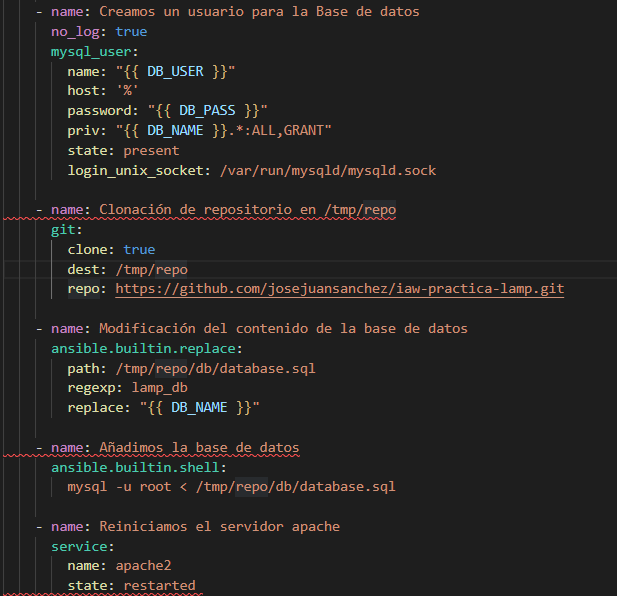 - name: Creamos un usuario para la Base de datos
no_log: true
mysql_user:
name: "{{ DB_USER }}"
host: '%'
password: "{{ DB_PASS }}"
priv: "{{ DB_NAME }}.*:ALL,GRANT"
state: present
login_unix_socket: /var/run/mysqld/mysqld.sock
- name: Clonación de repositorio en /tmp/repo
git:
clone: true
dest: /tmp/repo
repo: https://github.com/josejuansanchez/iaw-practica-lamp.git
- name: Modificación del contenido de la base de datos
ansible.builtin.replace:
path: /tmp/repo/db/database.sql
regexp: lamp_db
replace: "{{ DB_NAME }}"
- name: Añadimos la base de datos
ansible.builtin.shell:
mysql -u root < /tmp/repo/db/database.sql
- name: Reiniciamos el servidor apache
service:
name: apache2
state: restarted